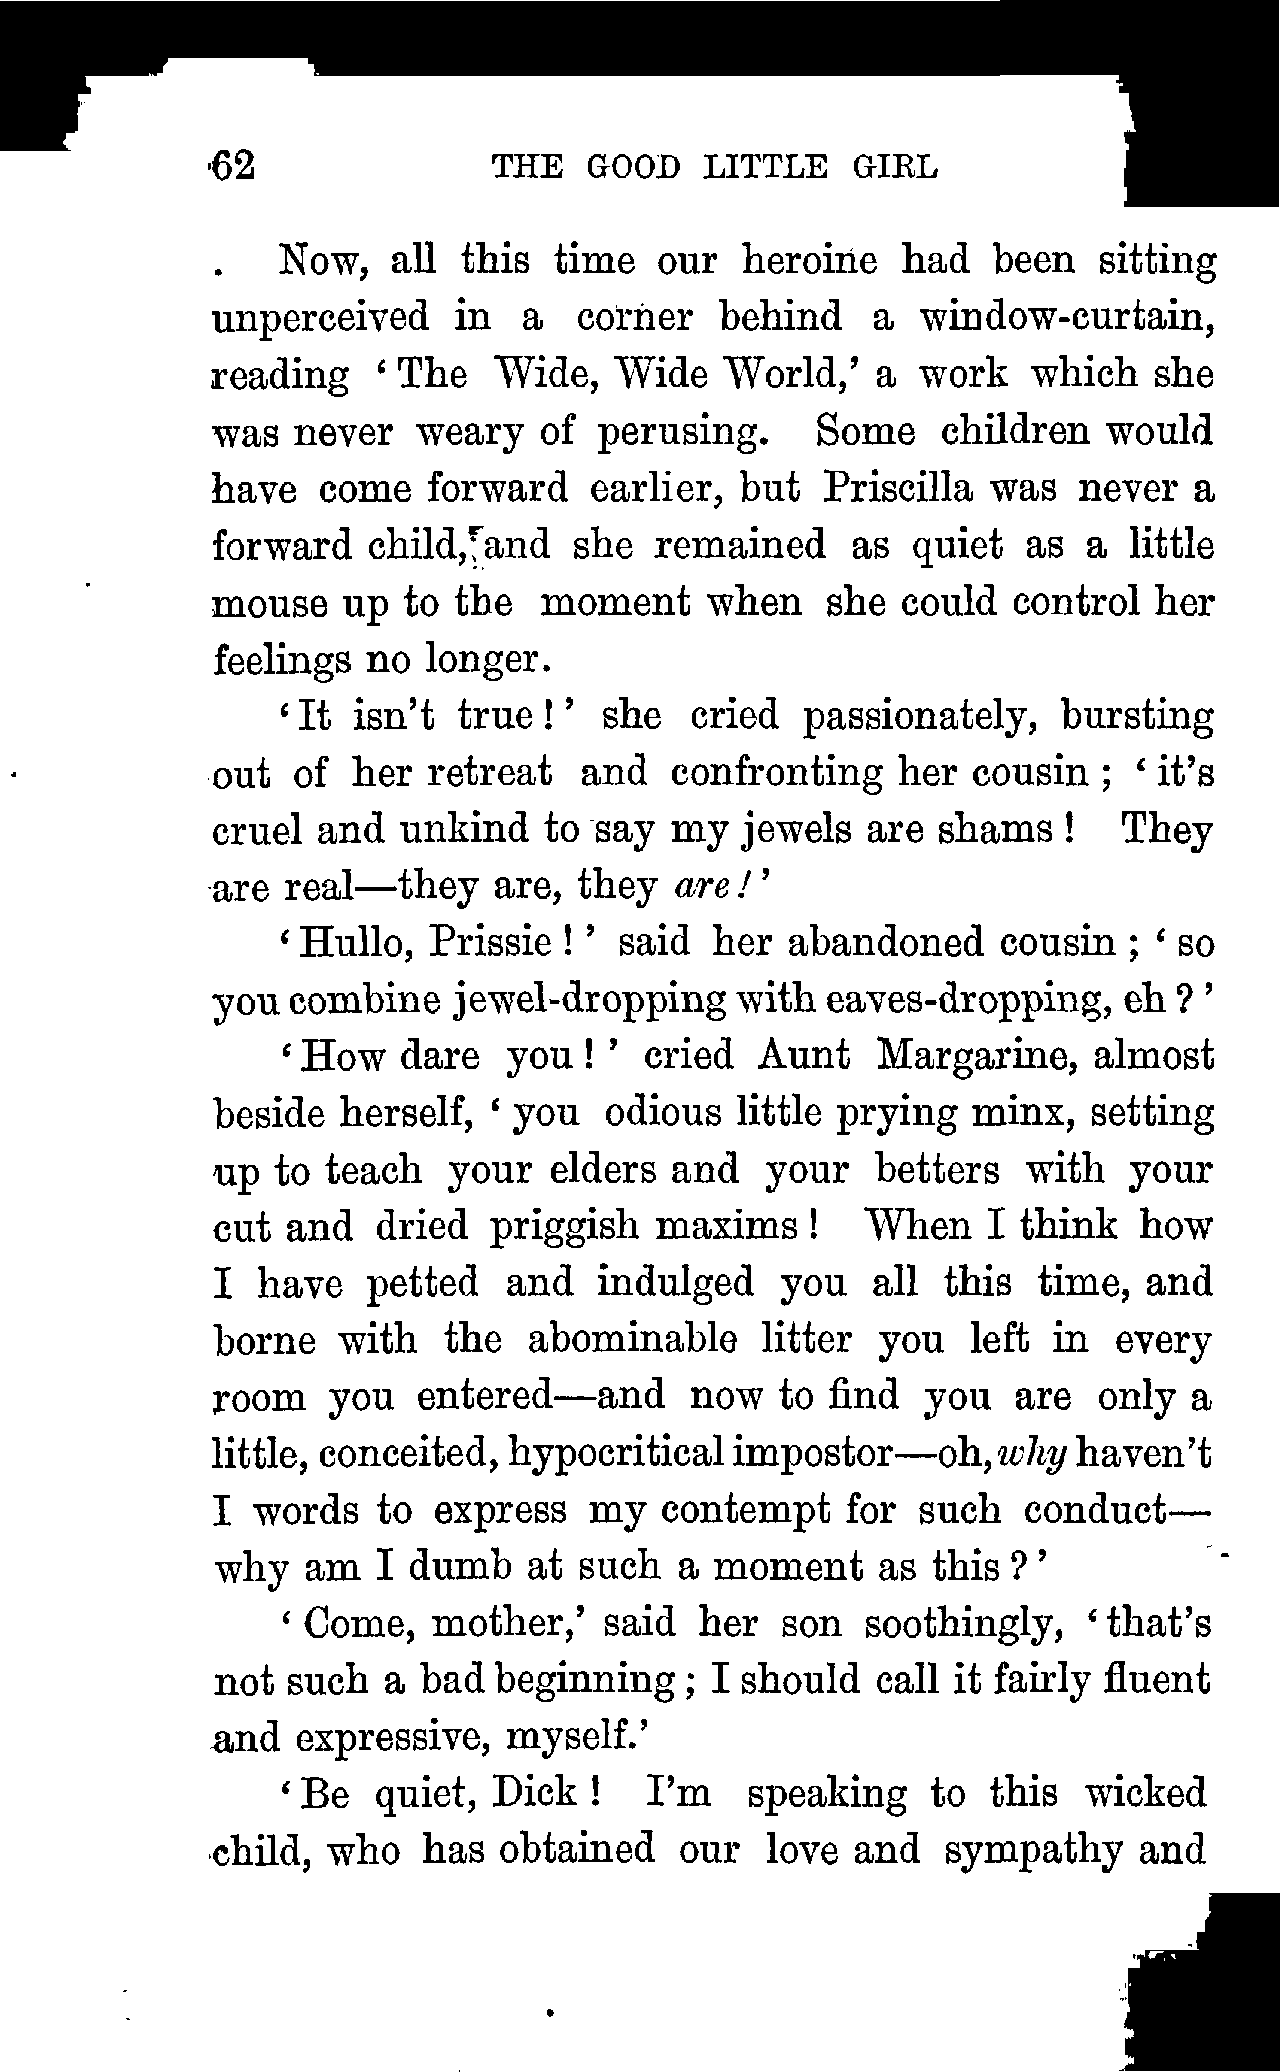 62 THE GOOD LITTLE GIRL
Now, all this time our heroine had been sitting
unperceived in a corner behind a window-curtain,
reading ‘ The Wide, Wide World,’ a work which she
was never weary of perusing. Some children would
have come forward earlier, but Priscilla was never a
forward child, and she remained as quiet as a little
mouse up to the moment when she could control her
feelings no longer.
‘ It isn’t true ! ’ she cried passionately, bursting
out of her retreat and confronting her cousin ; ‘ it’s
cruel and unkind to say my jewels are shams ! They
are real—they are, they are ! ’
‘ Hullo, Prissie ! ’ said her abandoned cousin ; ‘ so
you combine jewel-dropping with eaves-dropping, eh ? ’
‘ How dare you ! ’ cried Aunt Margarine, almost
beside herself, ‘ you odious little prying minx, setting
up to teach your elders and your betters with your
cut and dried priggish maxims ! When I think how
I have petted and indulged you all this time, and
borne with the abominable litter you left in every
room you entered—and now to find you are only a
little, conceited, hypocritical impostor—oh, why haven’t
I words to express my contempt for such conduct—
why am I dumb at such a moment as this ? ’
‘ Come, mother,’ said her son soothingly, ‘ that’s
not such a bad beginning ; I should call it fairly fluent
and expressive, myself.’
‘ Be quiet, Dick ! I’m speaking to this wicked
child, who has obtained our love and sympathy and